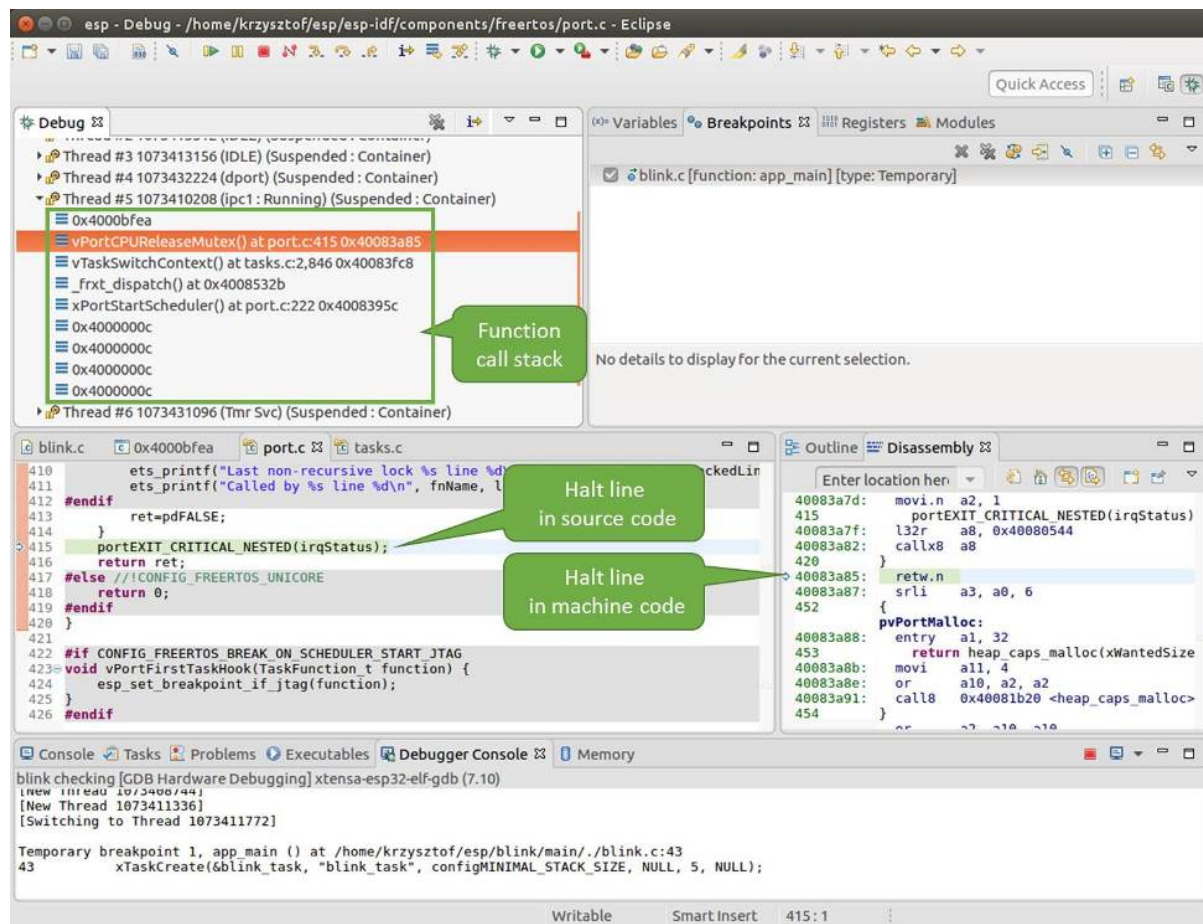 esp - Debug - /home/krzysztof/esp/esp-idf/components/freertos/port.c - Eclipse
Quick Access
Debug
Thread #3 1073413156 (IDLE) (Suspended : Container)
Thread #4 1073432224 (dport) (Suspended : Container)
Thread #5 1073410208 (ipc1 : Running) (Suspended : Container)
0x4000bfea
vPortCPUReleaseMutex() at port.c:415 0x40083a85
vTaskSwitchContext() at tasks.c:2,846 0x40083fc8
_frxt_dispatch() at 0x4008532b
xPortStartScheduler() at port.c:222 0x4008395c
0x4000000c
0x4000000c
0x4000000c
0x4000000c
Thread #6 1073431096 (Tmr Svc) (Suspended : Container)
Function
call stack
(x)= Variables Breakpoints Registers Modules
blink.c [function: app_main] [type: Temporary]
No details to display for the current selection.
blink.c 0x4000bfea port.c tasks.c
410 ets_printf("Last non-recursive lock %s line %d
411 ets_printf("Called by %s line %d\n", fnName, l
412 #endif
413 ret=pdFALSE;
414 }
415 portEXIT_CRITICAL_NESTED(irqStatus);
416 return ret;
417 #else //!CONFIG_FREERTOS_UNICORE
418 return 0;
419 #endif
420 }
421
422 #if CONFIG_FREERTOS_BREAK_ON_SCHEDULER_START_JTAG
423 void vPortFirstTaskHook(TaskFunction_t function) {
424 esp_set_breakpoint_if_jtag(function);
425 }
426 #endif
Halt line
in source code
Halt line
in machine code
Outline Disassembly
Enter location her
40083a7d: movi.n a2, 1
415 portEXIT_CRITICAL_NESTED(irqStatus)
40083a7f: l32r a8, 0x40080544
40083a82: callx8 a8
420 }
40083a85: retw.n
40083a87: srli a3, a0, 6
452 {
pvPortMalloc:
40083a88: entry a1, 32
453 return heap_caps_malloc(xWantedSize
40083a8b: movi a11, 4
40083a8e: or a10, a2, a2
40083a91: call8 0x40081b20 <heap_caps_malloc>
454 }
Console Tasks Problems Executables Debugger Console Memory
blink checking [GDB Hardware Debugging] xtensa-esp32-elf-gdb (7.10)
[New Thread 1073408744]
[New Thread 1073411336]
[Switching to Thread 1073411772]
Temporary breakpoint 1, app_main () at /home/krzysztof/esp/blink/main/./blink.c:43
43 xTaskCreate(&blink_task, "blink_task", configMINIMAL_STACK_SIZE, NULL, 5, NULL);
Writable Smart Insert 415 : 1